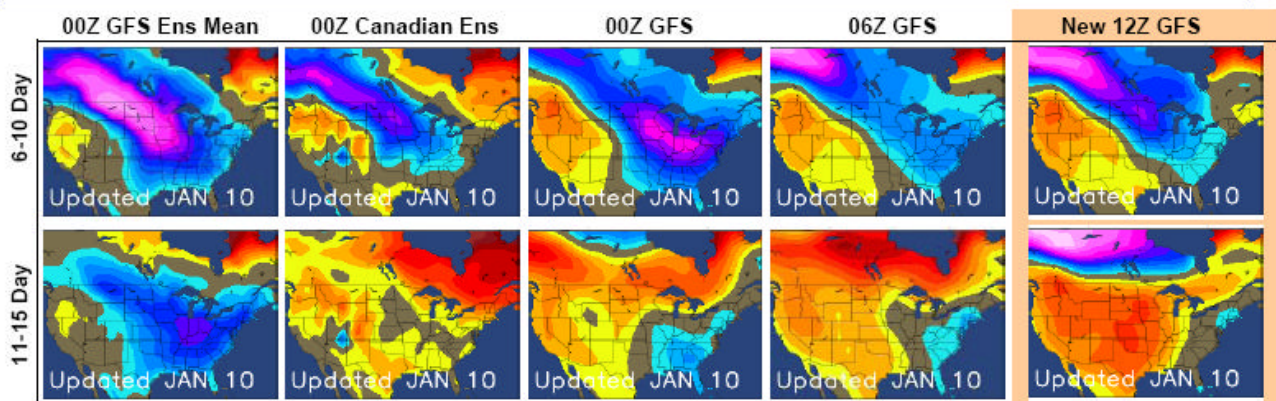 00Z GFS Ens Mean 00Z Canadian Ens 00Z GFS 06Z GFS New 12Z GFS
6-10 Day
Updated JAN 10 Updated JAN 10 Updated JAN 10 Updated JAN 10 Updated JAN 10
11-15 Day
Updated JAN 10 Updated JAN 10 Updated JAN 10 Updated JAN 10 Updated JAN 10